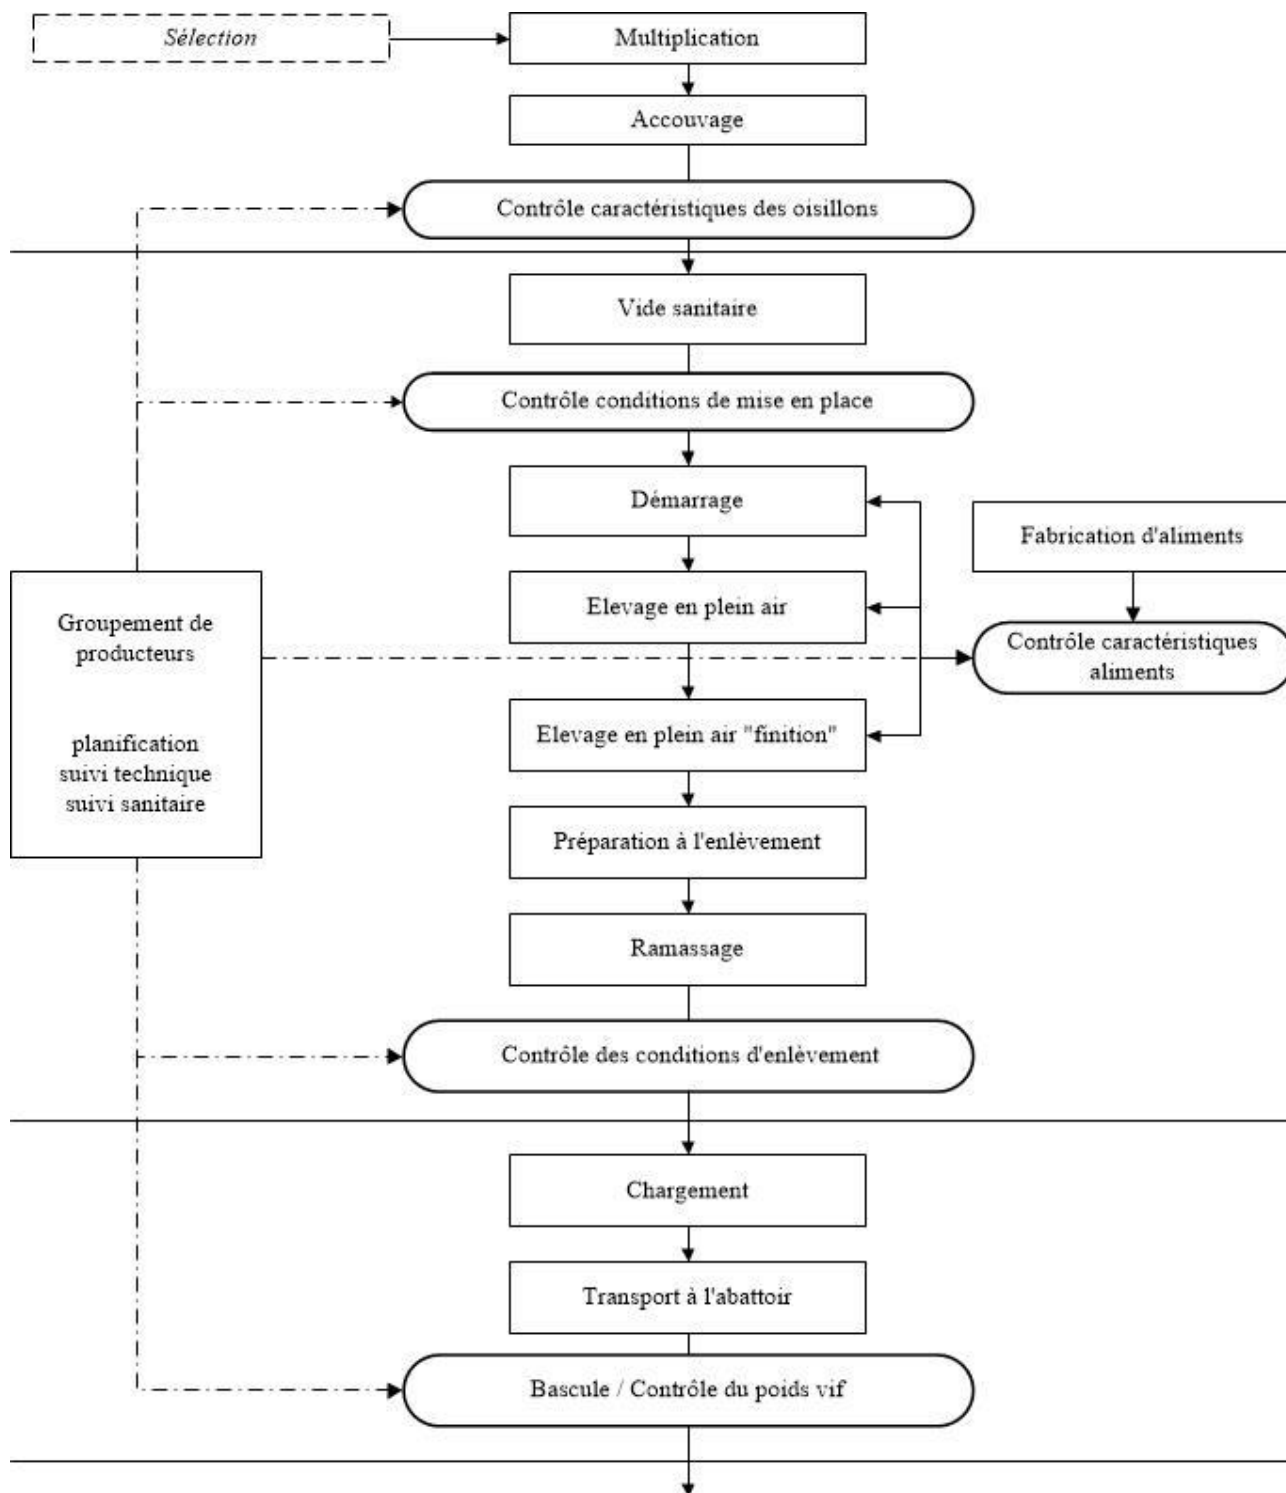 Sélection
Multiplication
Accouvage
Contrôle caractéristiques des oisillons
Vide sanitaire
Contrôle conditions de mise en place
Démarrage
Fabrication d'aliments
Elevage en plein air
Groupement de
producteurs
planification
suivi technique
suivi sanitaire
Contrôle caractéristiques
aliments
Elevage en plein air "finition"
Préparation à l'enlèvement
Ramassage
Contrôle des conditions d'enlèvement
Chargement
Transport à l'abattoir
Bascule / Contrôle du poids vif